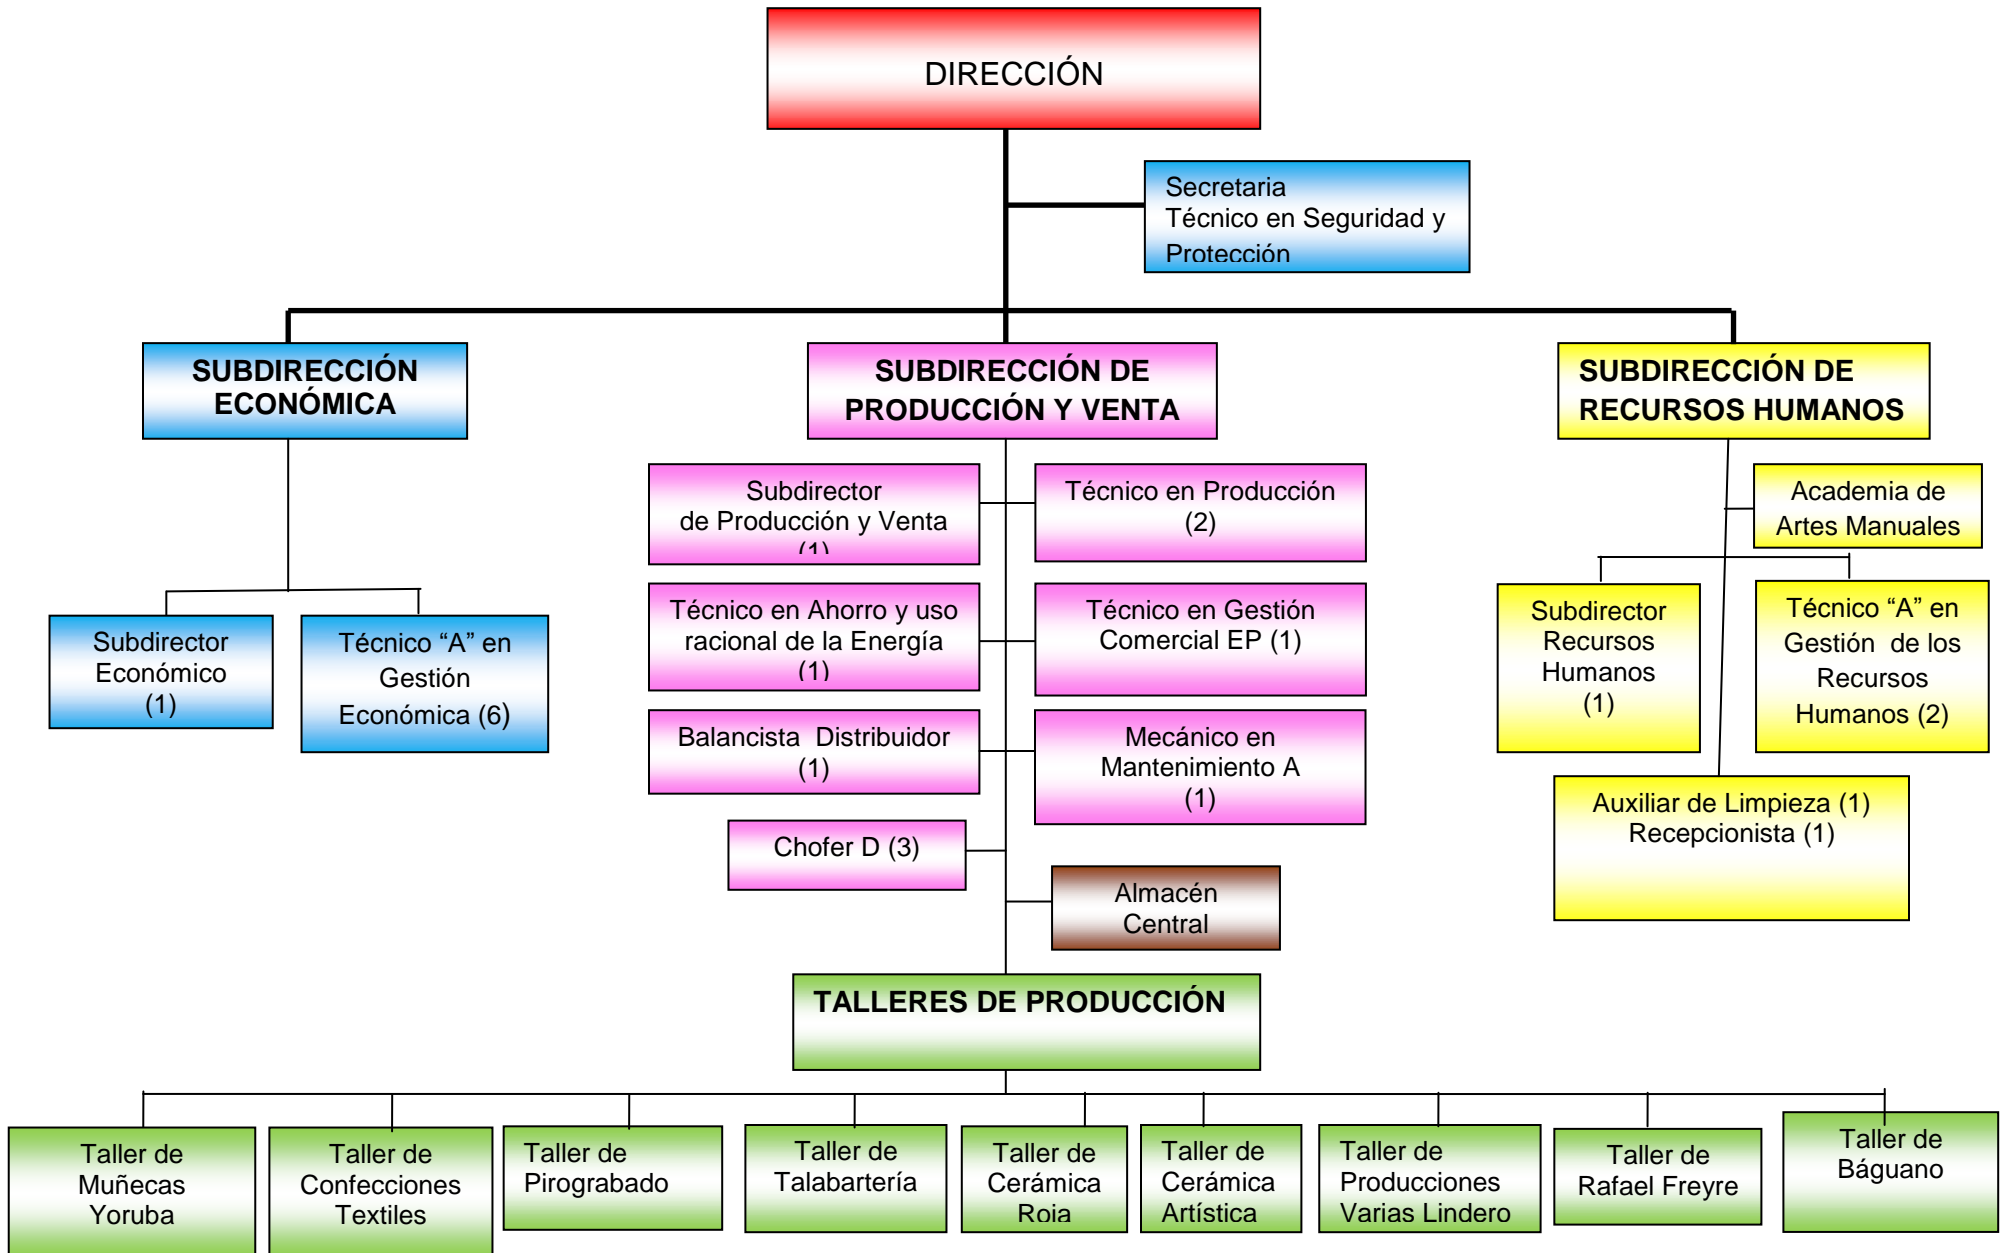 DIRECCIÓN
Secretaria
Técnico en Seguridad y
Protección
SUBDIRECCIÓN
ECONÓMICA
SUBDIRECCIÓN DE
PRODUCCIÓN Y VENTA
SUBDIRECCIÓN DE
RECURSOS HUMANOS
Subdirector
Económico
(1)
Técnico “A” en
Gestión
Económica (6)
Subdirector
de Producción y Venta
(1)
Técnico en Producción
(2)
Técnico en Ahorro y uso
racional de la Energía
(1)
Técnico en Gestión
Comercial EP (1)
Balancista Distribuidor
(1)
Mecánico en
Mantenimiento A
(1)
Chofer D (3)
Almacén
Central
Academia de
Artes Manuales
Subdirector
Recursos
Humanos
(1)
Técnico “A” en
Gestión de los
Recursos
Humanos (2)
Auxiliar de Limpieza (1)
Recepcionista (1)
TALLERES DE PRODUCCIÓN
Taller de
Muñecas
Yoruba
Taller de
Confecciones
Textiles
Taller de
Pirograbado
Taller de
Talabartería
Taller de
Cerámica
Roja
Taller de
Cerámica
Artística
Taller de
Producciones
Varias Lindero
Taller de
Rafael Freyre
Taller de
Báguano